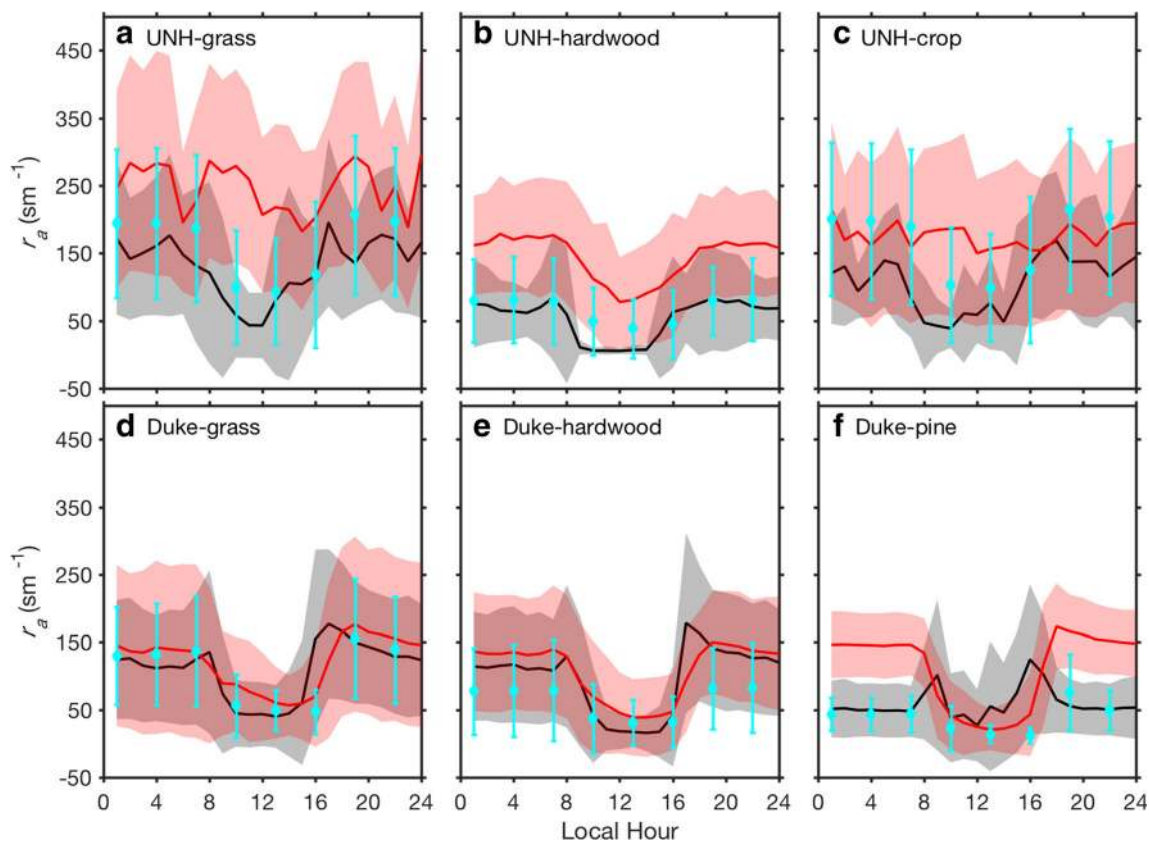 a UNH-grass
b UNH-hardwood
c UNH-crop
450
350
250
150
50
-50
r_a (sm⁻¹)
d Duke-grass
e Duke-hardwood
f Duke-pine
450
350
250
150
50
-50
r_a (sm⁻¹)
0 4 8 12 16 20 24
0 4 8 12 16 20 24
0 4 8 12 16 20 24
Local Hour